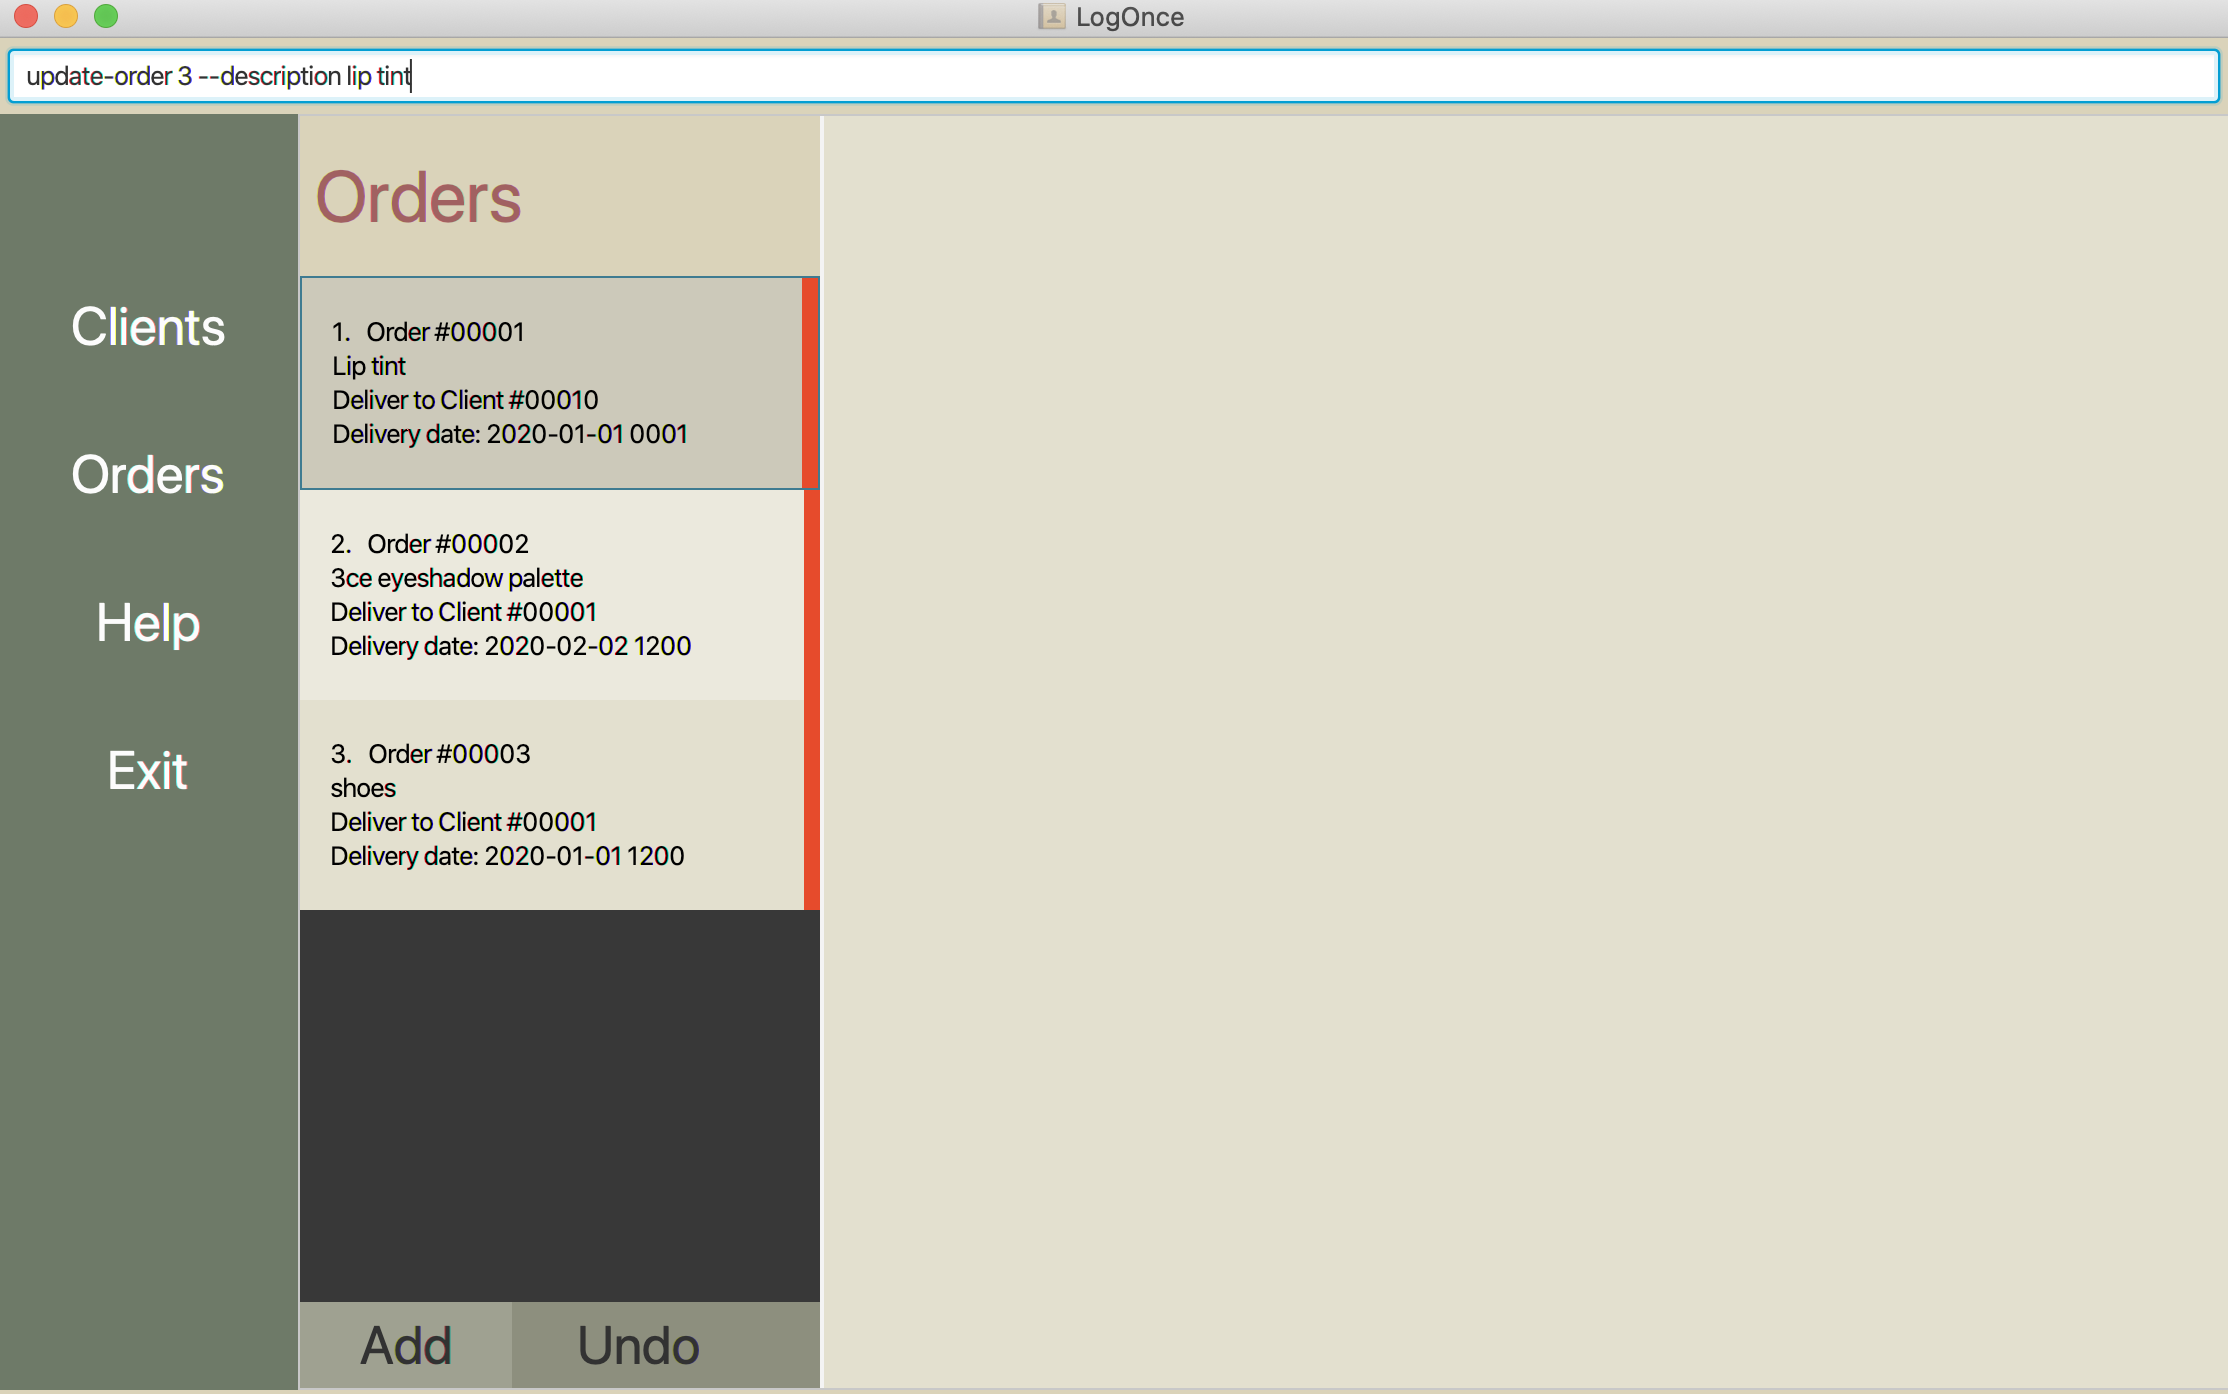 LogOnce
update-order 3 --description lip tint
Clients
Orders
Help
Exit
Orders
1. Order #00001
Lip tint
Deliver to Client #00010
Delivery date: 2020-01-01 0001
2. Order #00002
3ce eyeshadow palette
Deliver to Client #00001
Delivery date: 2020-02-02 1200
3. Order #00003
shoes
Deliver to Client #00001
Delivery date: 2020-01-01 1200
Add
Undo